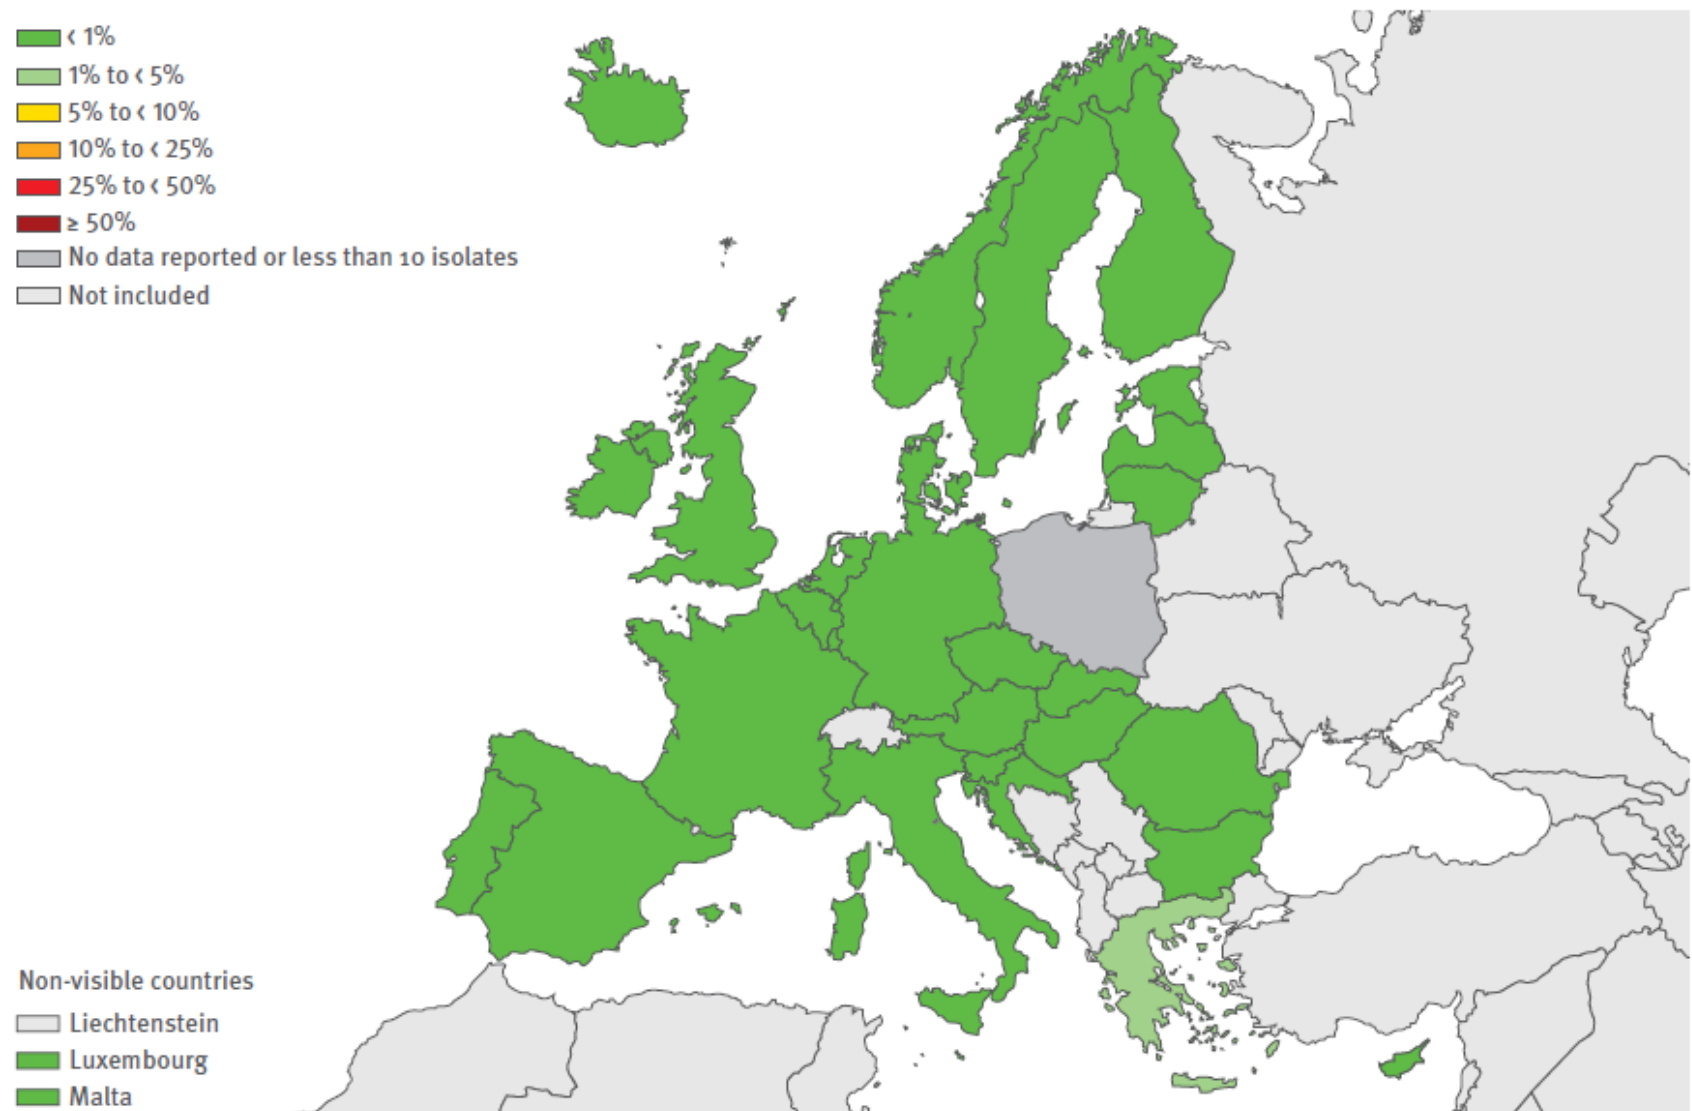 < 1%
1% to < 5%
5% to < 10%
10% to < 25%
25% to < 50%
≥ 50%
No data reported or less than 10 isolates
Not included
Non-visible countries
Liechtenstein
Luxembourg
Malta